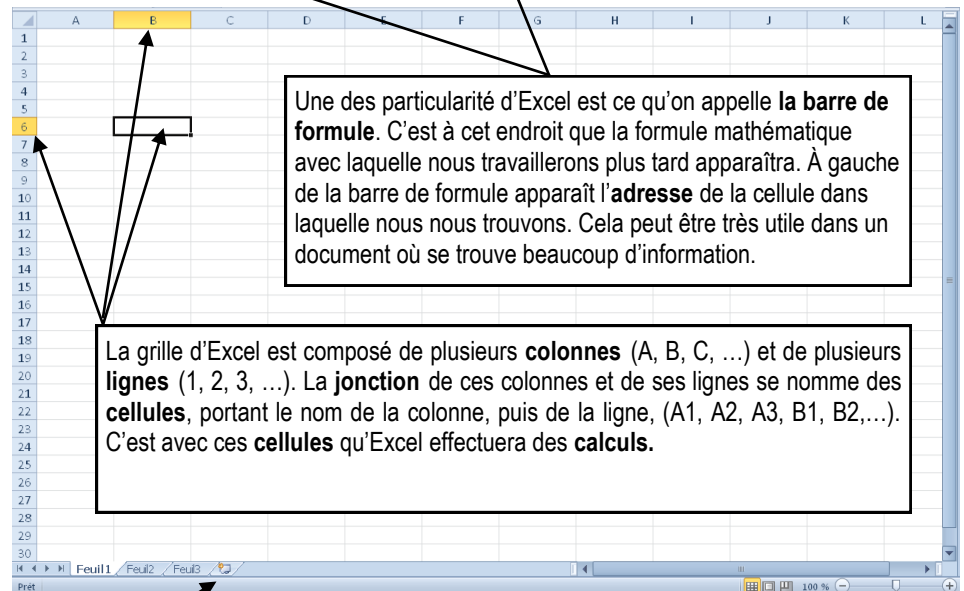 A B C D E F G H I J K L
1
2
3
4
5
6
7
8
9
10
11
12
13
14
15
16
17
18
19
20
21
22
23
24
25
26
27
28
29
30
Une des particularité d’Excel est ce qu’on appelle la barre de
formule. C’est à cet endroit que la formule mathématique
avec laquelle nous travaillerons plus tard apparaîtra. À gauche
de la barre de formule apparaît l’adresse de la cellule dans
laquelle nous nous trouvons. Cela peut être très utile dans un
document où se trouve beaucoup d’information.
La grille d’Excel est composé de plusieurs colonnes (A, B, C, …) et de plusieurs
lignes (1, 2, 3, …). La jonction de ces colonnes et de ses lignes se nomme des
cellules, portant le nom de la colonne, puis de la ligne, (A1, A2, A3, B1, B2,…).
C’est avec ces cellules qu’Excel effectuera des calculs.
Feuil1 Feuil2 Feuil3
Prêt 100 %